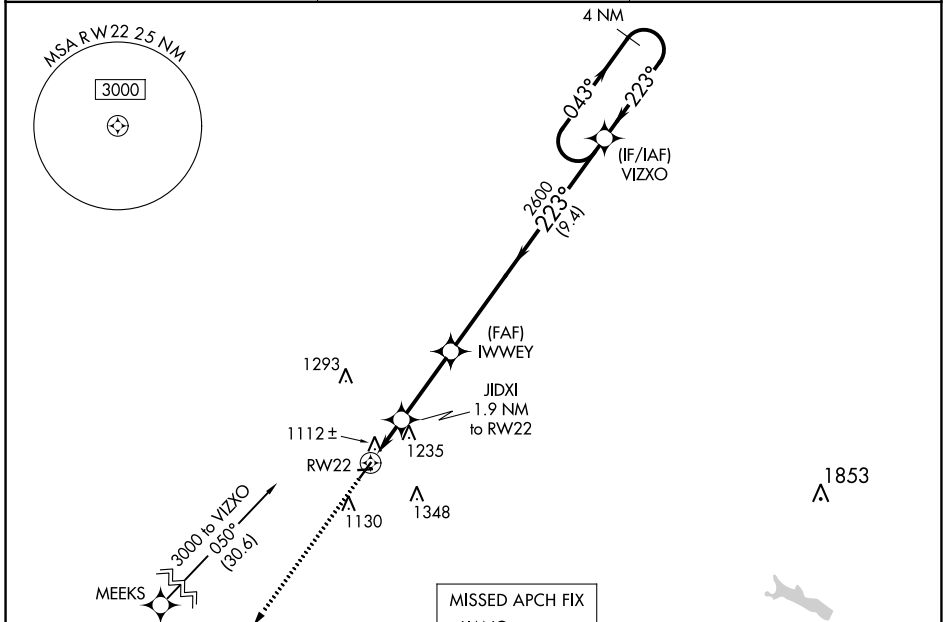 MSA RW22 25 NM
3000
4 NM
043°
223°
(IF/IAF)
VIZXO
2600
223°
(9.4)
(FAF)
IWWEY
1293
JIDXI
1.9 NM
to RW22
1112 ±
1235
RW22
1853
1130
1348
3000 to VIZXO
050°
(30.6)
MEEKS
MISSED APCH FIX